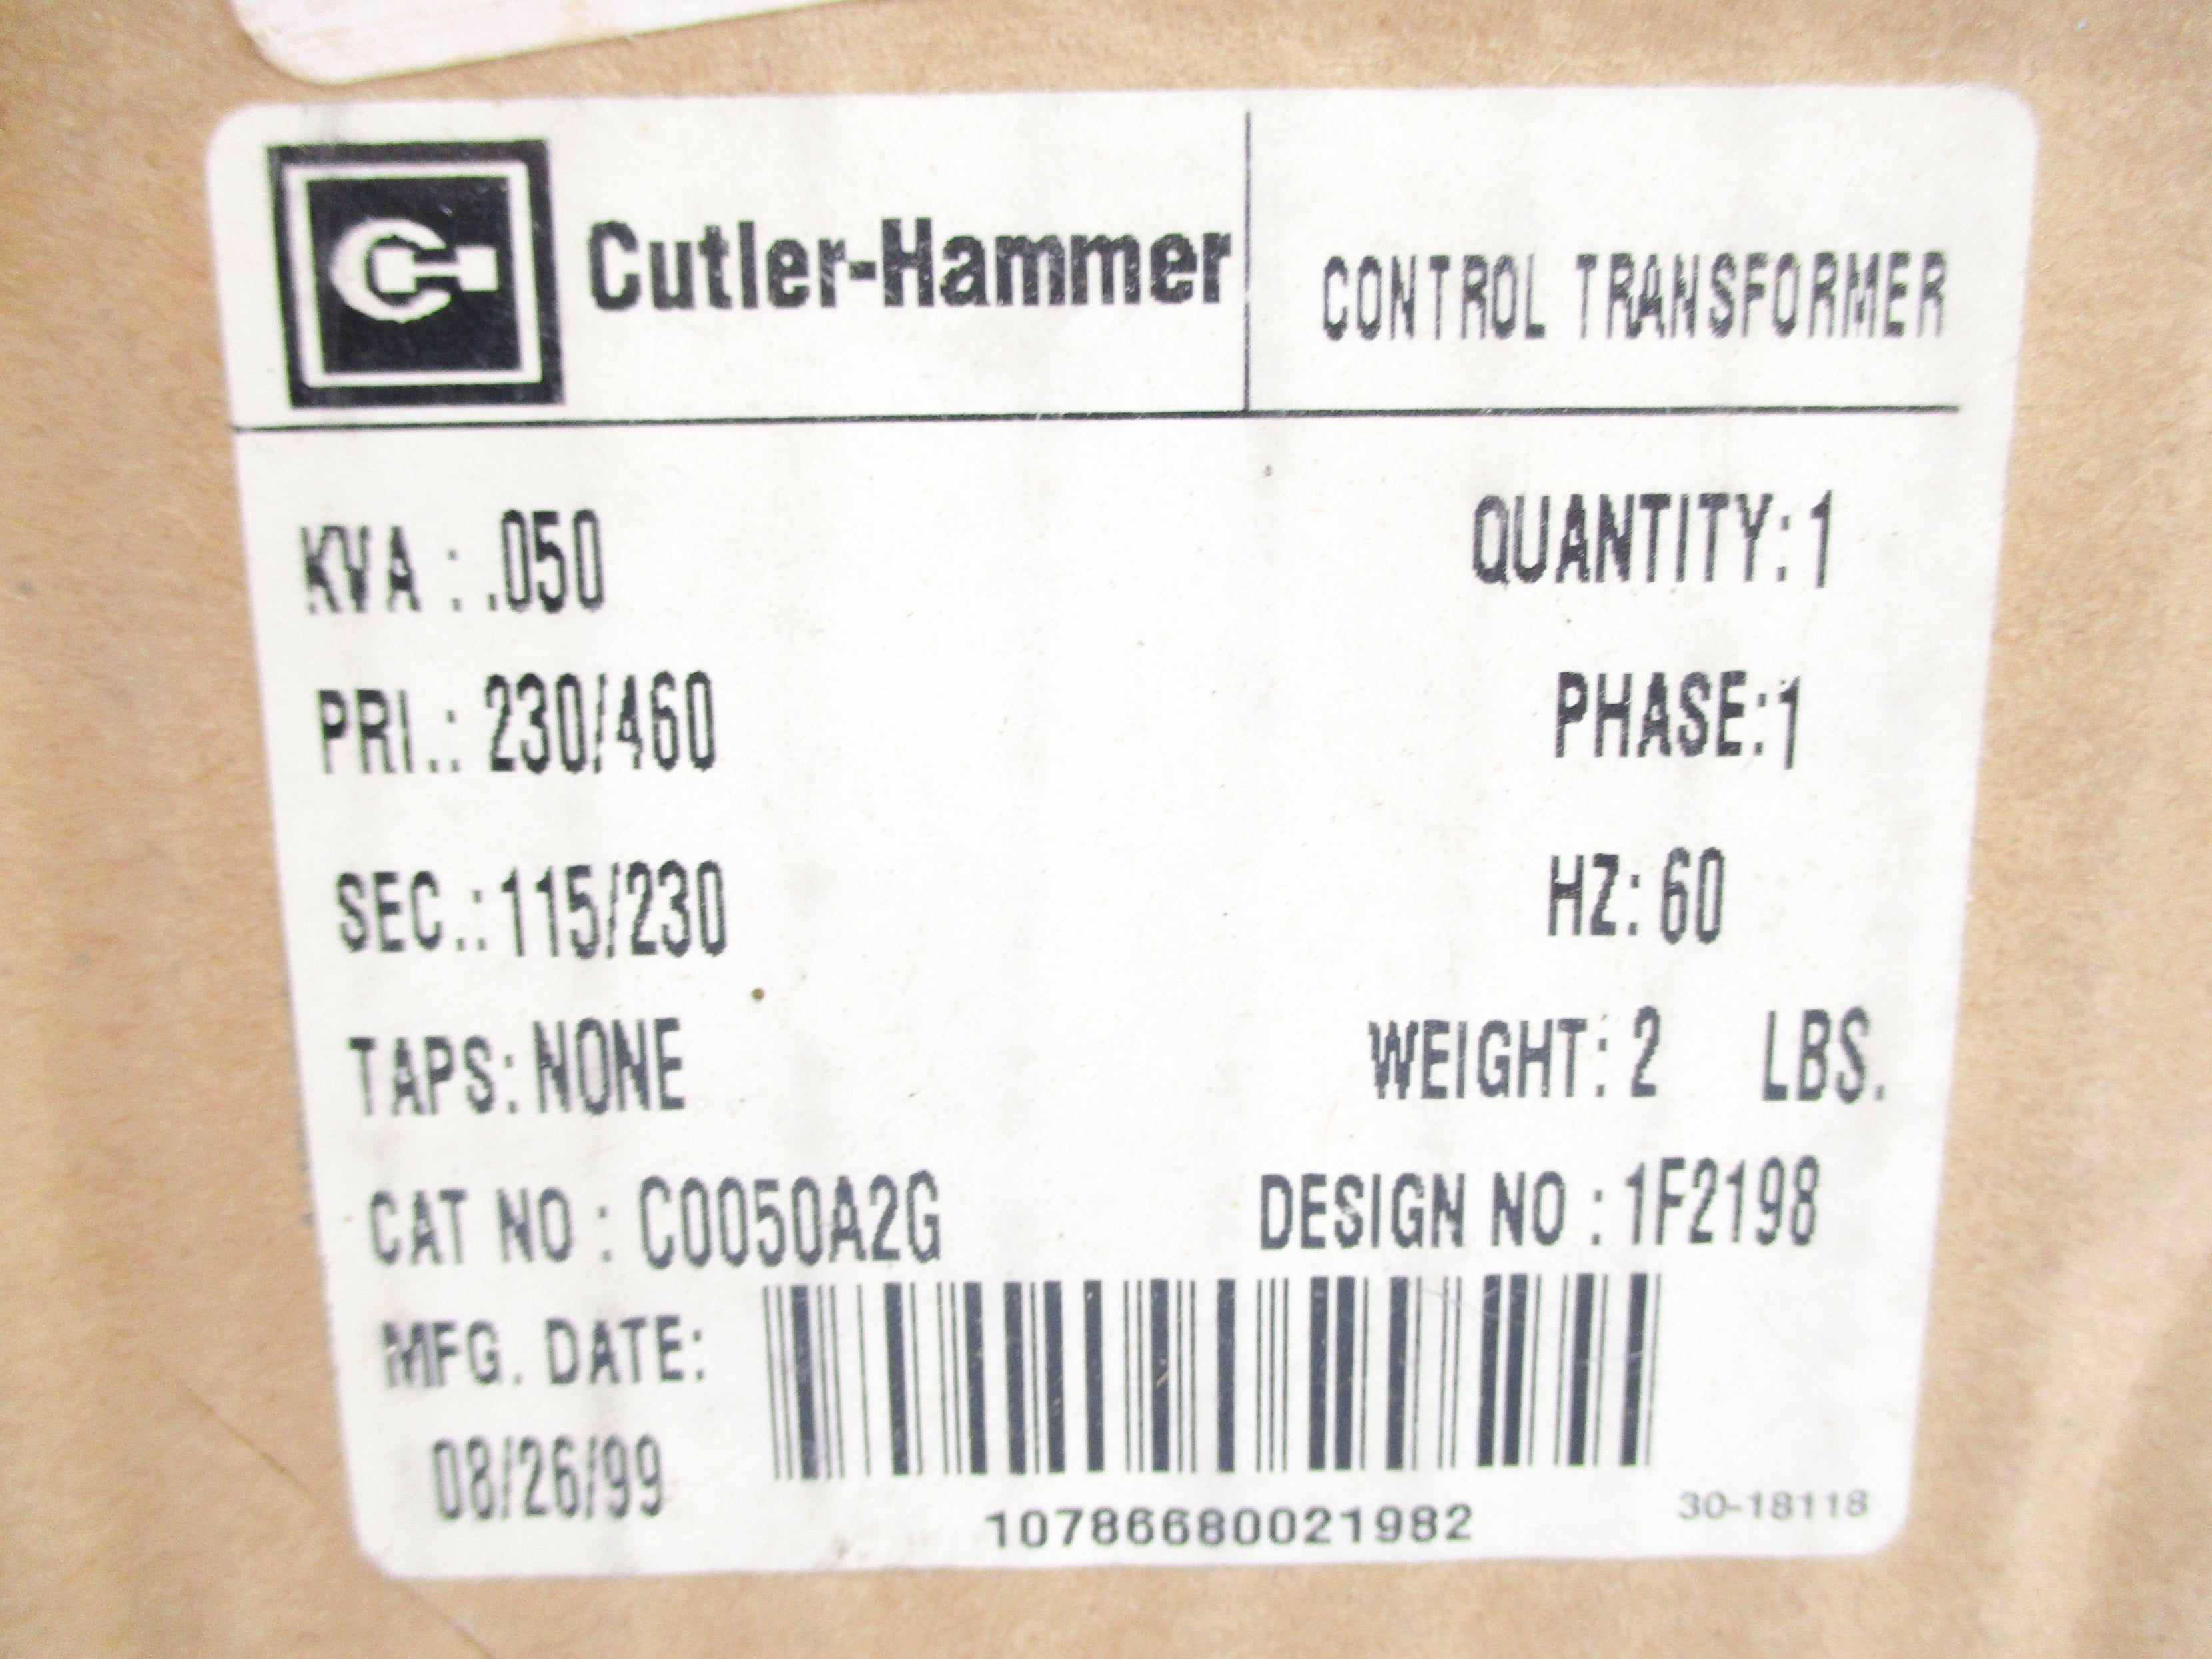 Cutler-Hammer
CONTROL TRANSFORMER
KVA : .050
QUANTITY: 1
PRI.: 230/460
PHASE: 1
SEC.: 115/230
HZ: 60
TAPS: NONE
WEIGHT: 2 LBS.
CAT NO : C0050A2G
DESIGN NO : 1F2198
MFG. DATE:
08/26/99
10786680021982
30-18118